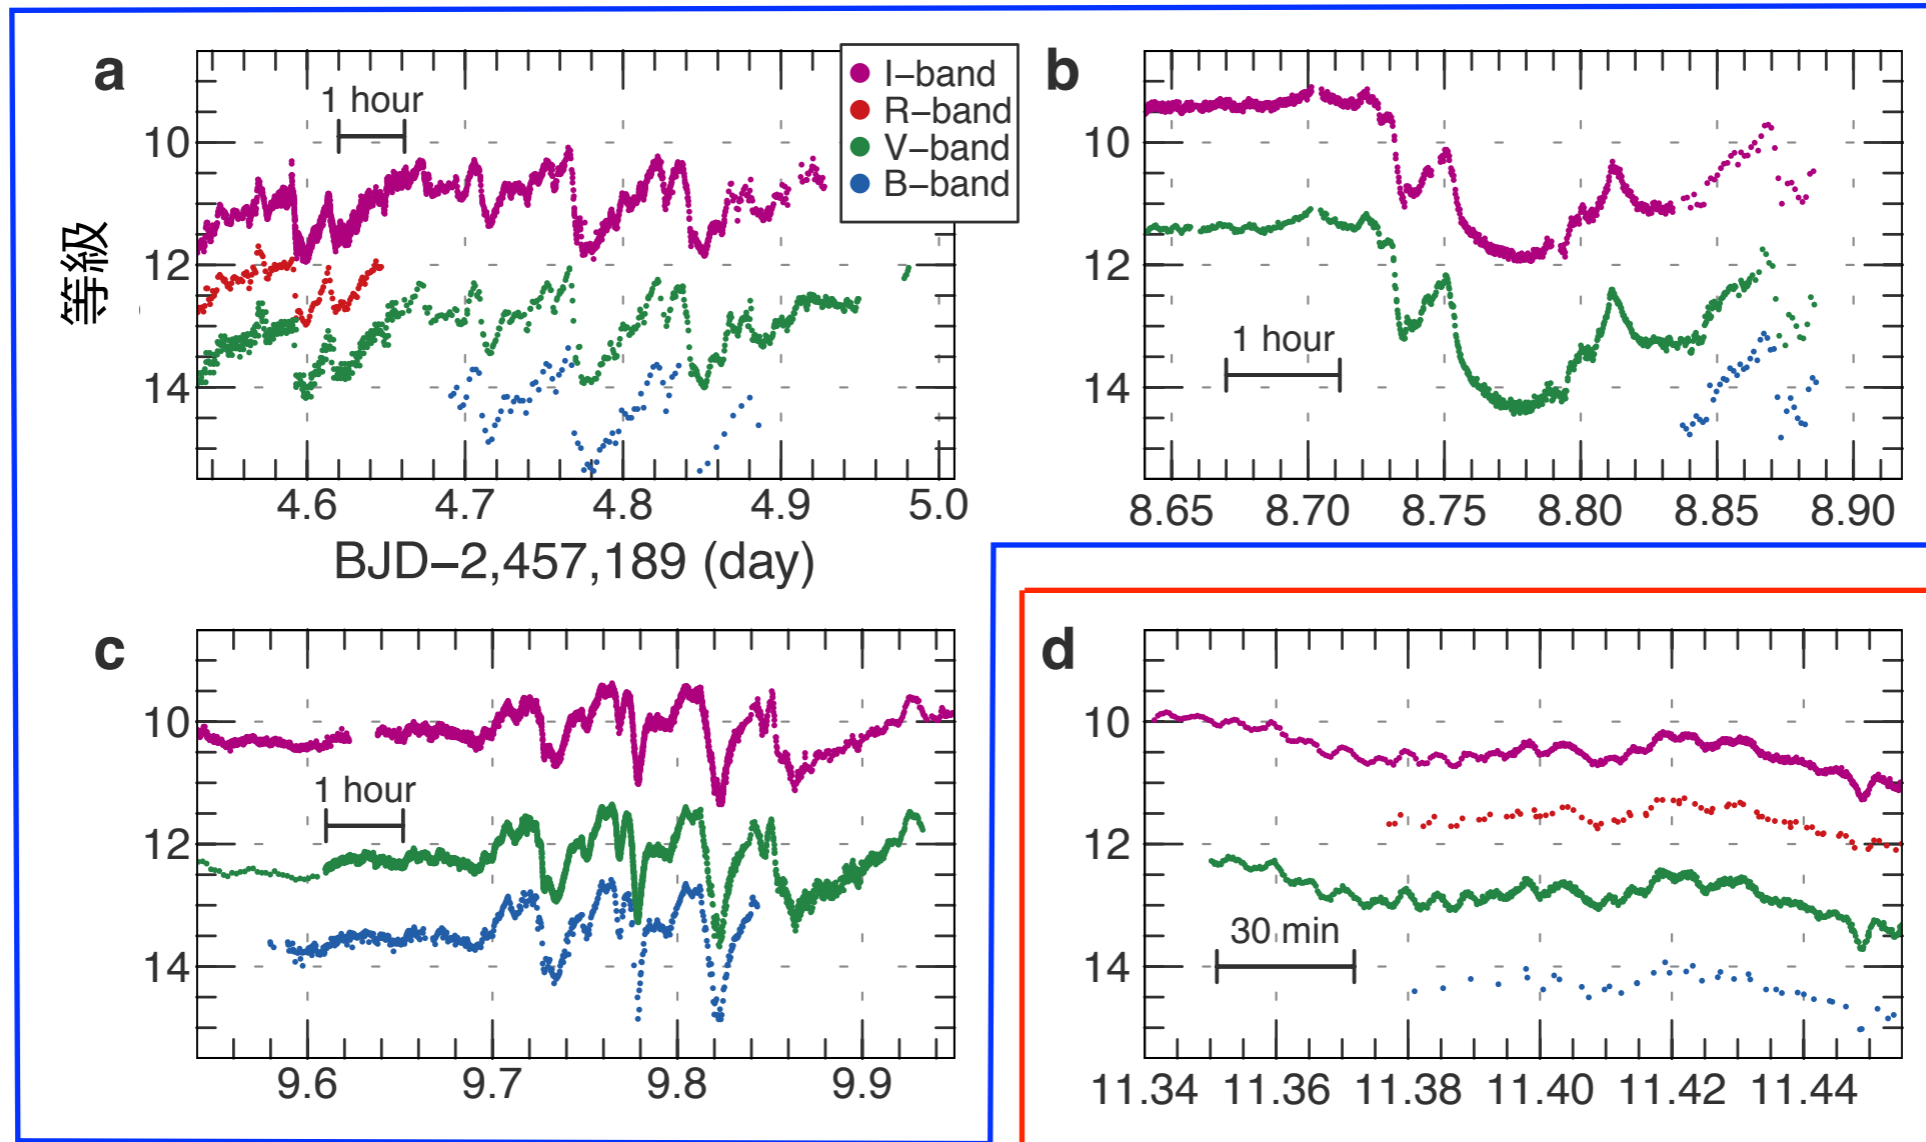 a
1 hour
I−band
R−band
V−band
B−band
10
12
14
等級
4.6 4.7 4.8 4.9 5.0
BJD−2,457,189 (day)
b
10
12
14
1 hour
8.65 8.70 8.75 8.80 8.85 8.90
c
10
1 hour
12
14
9.6 9.7 9.8 9.9
d
10
12
30 min
14
11.34 11.36 11.38 11.40 11.42 11.44